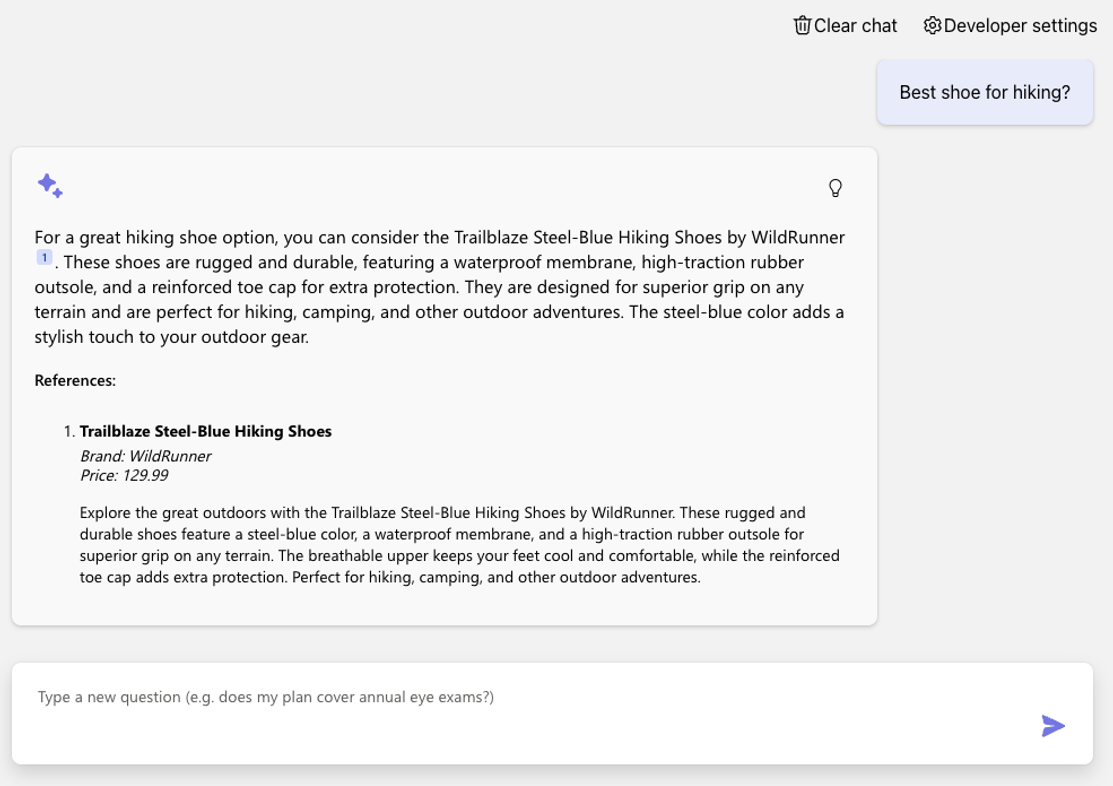 Clear chat Developer settings
Best shoe for hiking?
For a great hiking shoe option, you can consider the Trailblaze Steel-Blue Hiking Shoes by WildRunner
1 . These shoes are rugged and durable, featuring a waterproof membrane, high-traction rubber
outsole, and a reinforced toe cap for extra protection. They are designed for superior grip on any
terrain and are perfect for hiking, camping, and other outdoor adventures. The steel-blue color adds a
stylish touch to your outdoor gear.
References:
1. Trailblaze Steel-Blue Hiking Shoes
Brand: WildRunner
Price: 129.99
Explore the great outdoors with the Trailblaze Steel-Blue Hiking Shoes by WildRunner. These rugged and
durable shoes feature a steel-blue color, a waterproof membrane, and a high-traction rubber outsole for
superior grip on any terrain. The breathable upper keeps your feet cool and comfortable, while the reinforced
toe cap adds extra protection. Perfect for hiking, camping, and other outdoor adventures.
Type a new question (e.g. does my plan cover annual eye exams?)